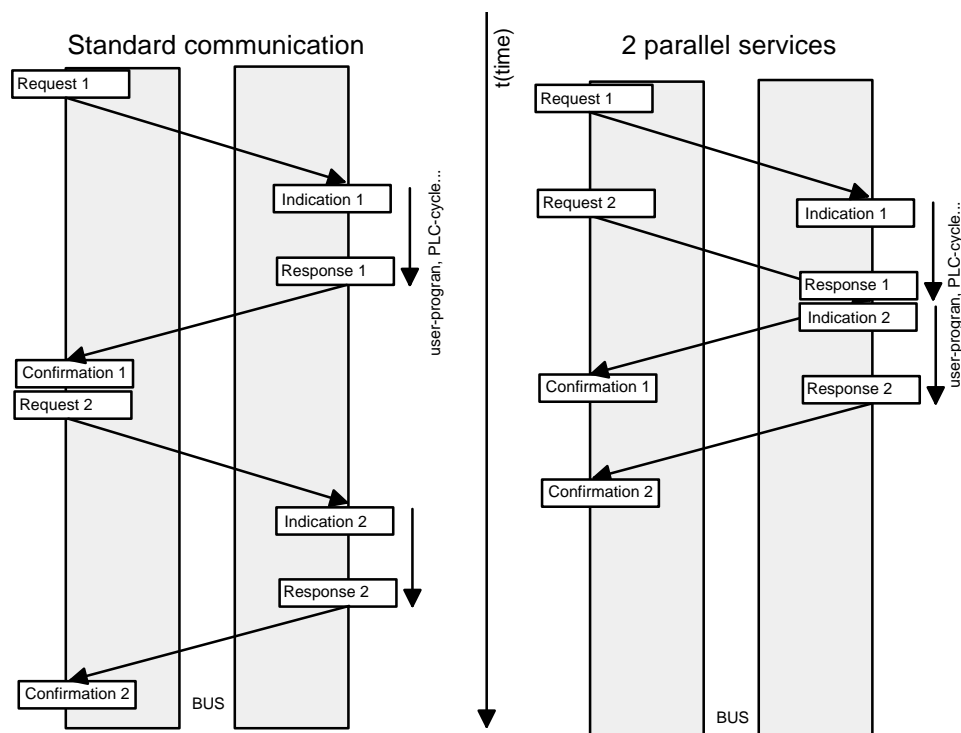 Standard communication
Request 1
Indication 1
Response 1
user-progran, PLC-cycle...
Confirmation 1
Request 2
Indication 2
Response 2
Confirmation 2
BUS
t(time)
2 parallel services
Request 1
Request 2
Indication 1
Response 1
Indication 2
user-progran, PLC-cycle...
Confirmation 1
Response 2
Confirmation 2
BUS